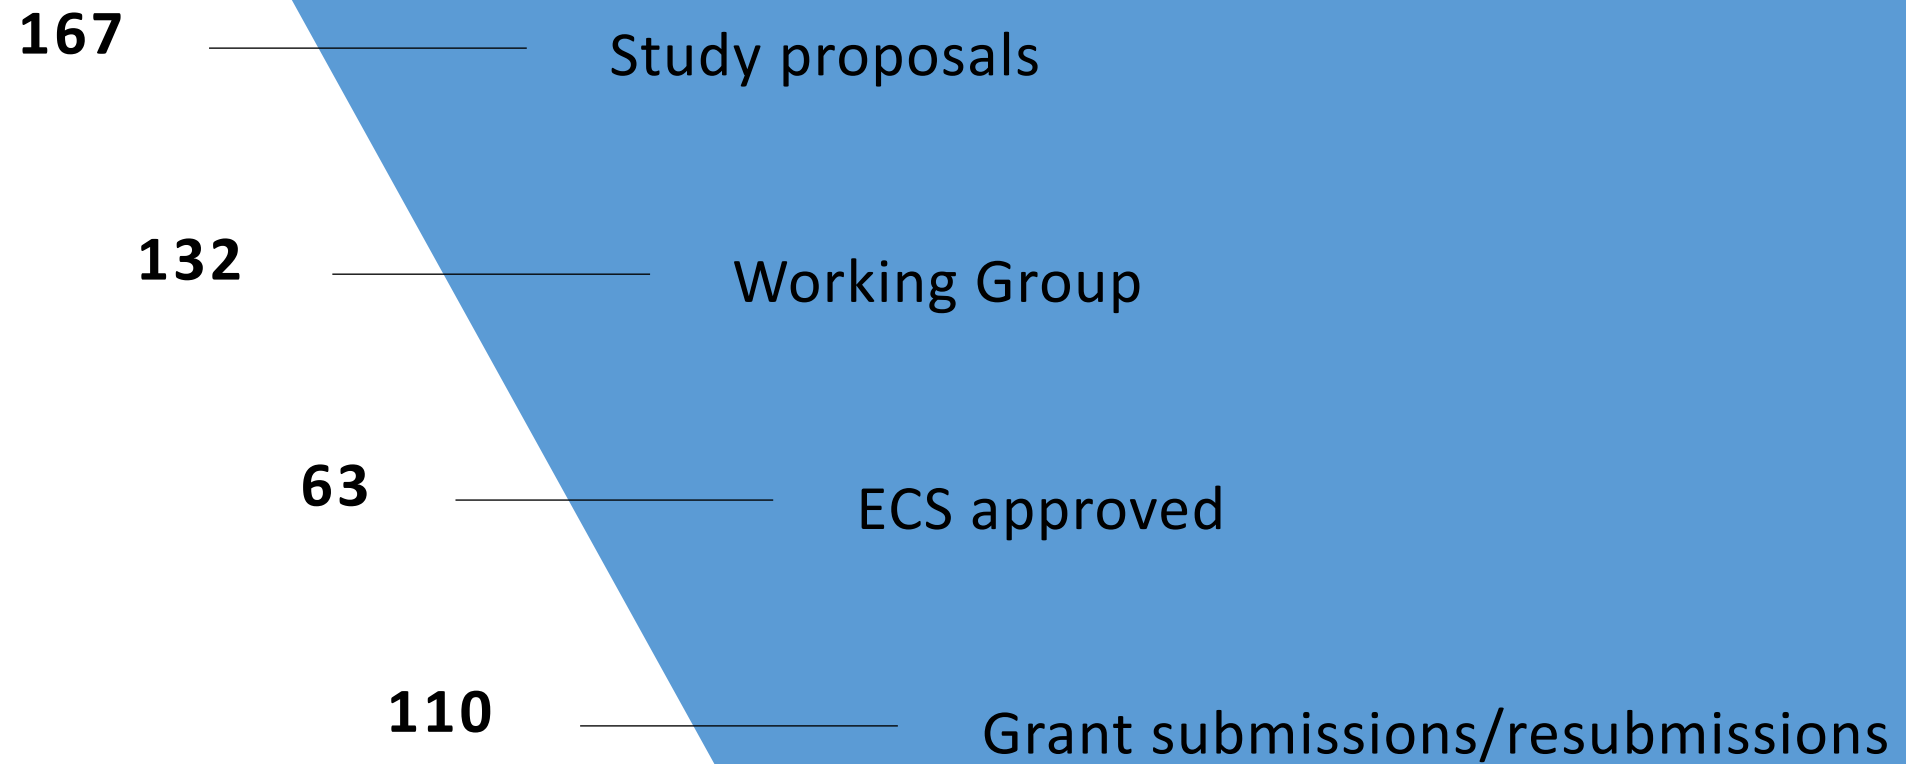 167 Study proposals
132 Working Group
63 ECS approved
110 Grant submissions/resubmissions